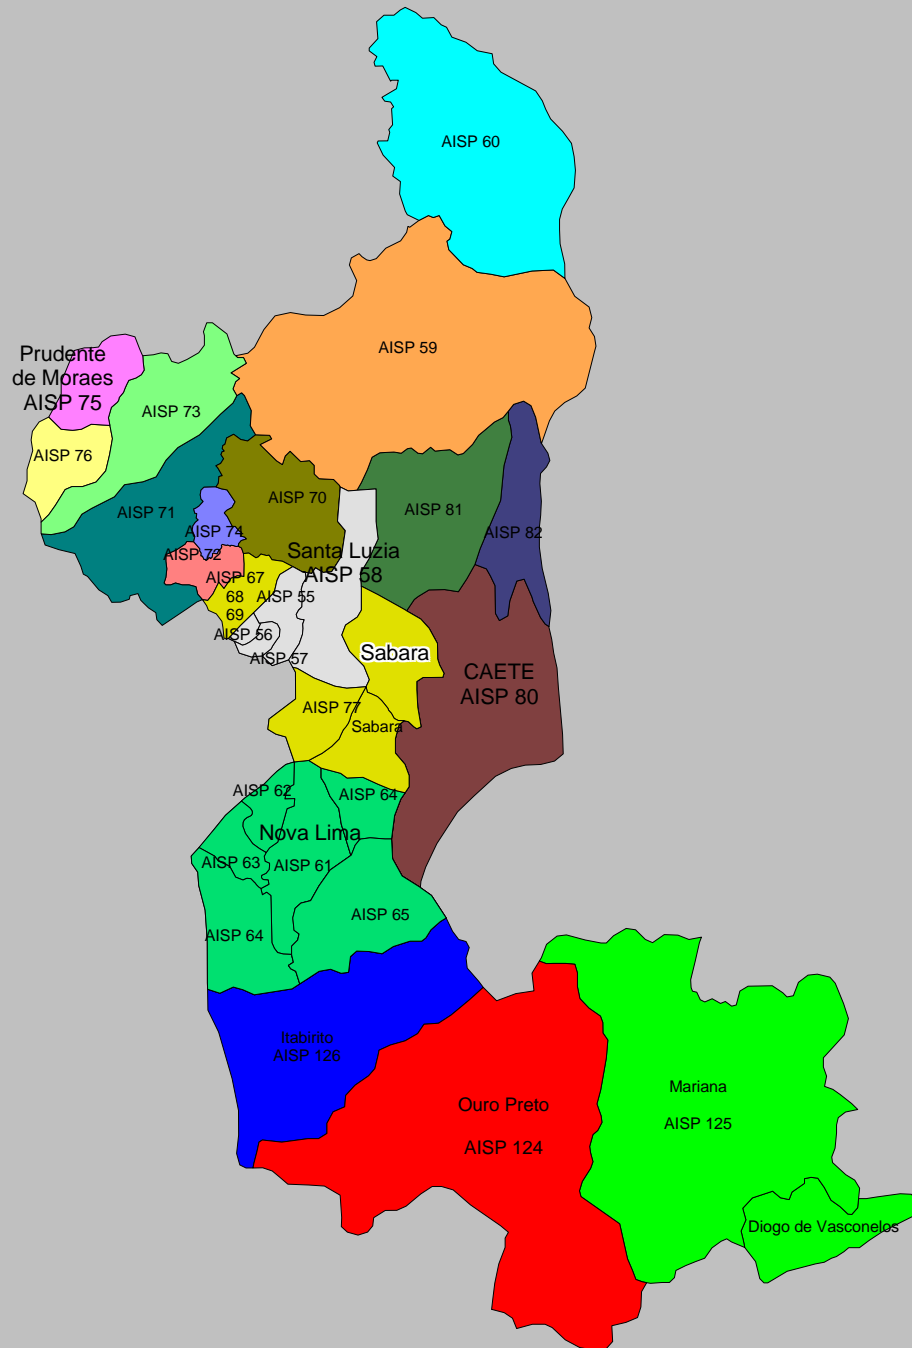 AISP 60
AISP 59
Prudente
de Moraes
AISP 75
AISP 73
AISP 76
AISP 71
AISP 70
AISP 81
AISP 74
AISP 82
AISP 72
Santa Luzia
AISP 58
AISP 67
68
69
AISP 55
AISP 56
AISP 57
Sabara
CAETE
AISP 80
AISP 77
Sabara
AISP 62
AISP 64
Nova Lima
AISP 63
AISP 61
AISP 65
AISP 64
Itabirito
AISP 126
Ouro Preto
AISP 124
Mariana
AISP 125
Diogo de Vasconelos